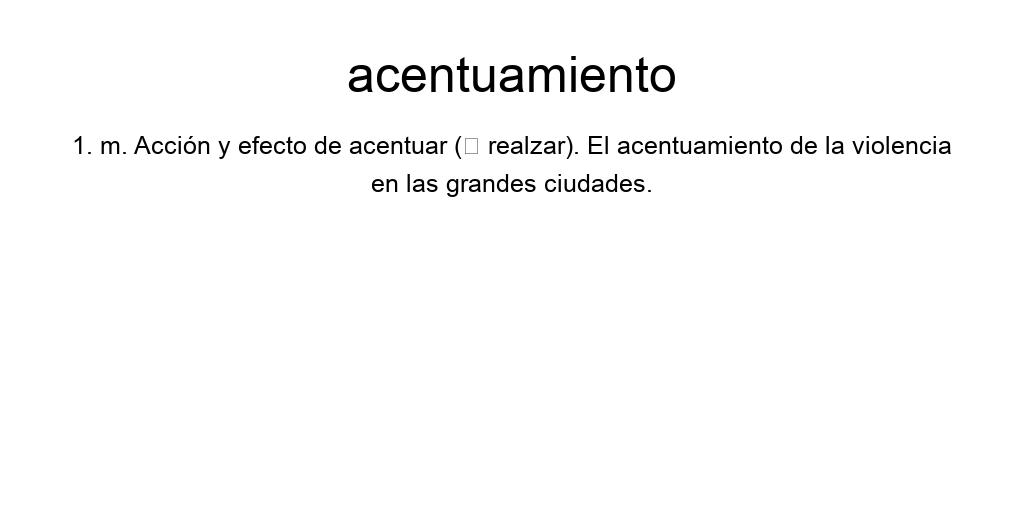 acentuamiento
1. m. Acción y efecto de acentuar (□ realzar). El acentuamiento de la violencia
en las grandes ciudades.